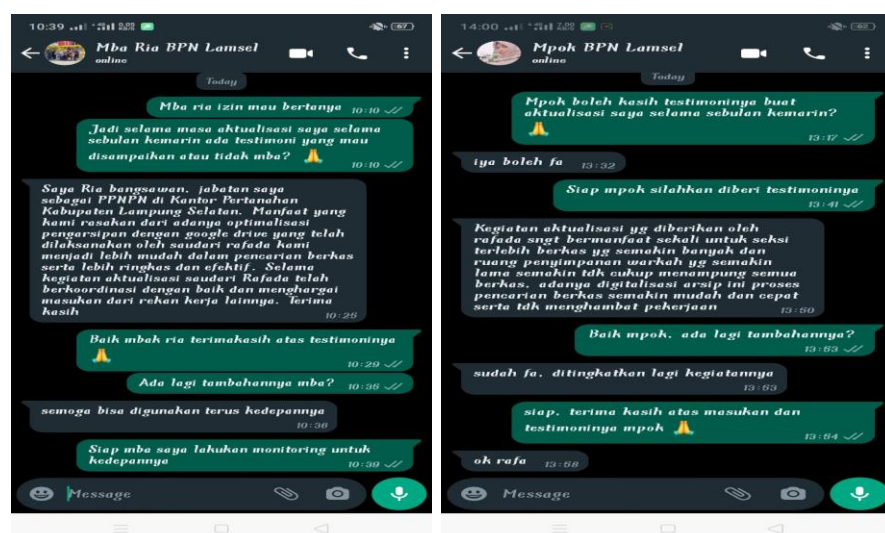 10:39
67
Mba Ria BPN Lamsel
online
Today
Mba ria izin mau bertanya 10:10
Jadi selama masa aktualisasi saya selama
sebulan kemarin ada testimoni yang mau
disampaikan atau tidak mba? 🙏
10:10
Saya Ria bangsawan, jabatan saya
sebagai PPNPN di Kantor Pertanahan
Kabupaten Lampung Selatan. Manfaat yang
kami rasakan dari adanya optimalisasi
pengarsipan dengan google drive yang telah
dilaksanakan oleh saudari rafada kami
menjadi lebih mudah dalam pencarian berkas
serta lebih ringkas dan efektif. Selama
kegiatan aktualisasi saudari Rafada telah
berkoordinasi dengan baik dan menghargai
masukan dari rekan kerja lainnya. Terima
kasih
10:25
Baik mbak ria terimakasih atas testimoninya
🙏
10:29
Ada lagi tambahannya mba? 10:35
semoga bisa digunakan terus kedepannya
10:36
Siap mba saya lakukan monitoring untuk
kedepannya
10:39
Message
14:00
Mpok BPN Lamsel
online
Today
Mpok boleh kasih testimoninya buat
aktualisasi saya selama sebulan kemarin?
🙏
13:17
iya boleh fa 13:32
Siap mpok silahkan diberi testimoninya
13:41
Kegiatan aktualisasi yg diberikan oleh
rafada sngt bermanfaat sekali untuk seksi
terlebih berkas yg semakin banyak dan
ruang penyimpanan warkah yg semakin
lama semakin tdk cukup menampung semua
berkas, adanya digitalisasi arsip ini proses
pencarian berkas semakin mudah dan cepat
serta tdk menghambat pekerjaan
13:50
Baik mpok, ada lagi tambahannya?
13:53
sudah fa, ditingkatkan lagi kegiatannya
13:53
siap, terima kasih atas masukan dan
testimoninya mpok 🙏
13:54
ok rafa 13:58
Message